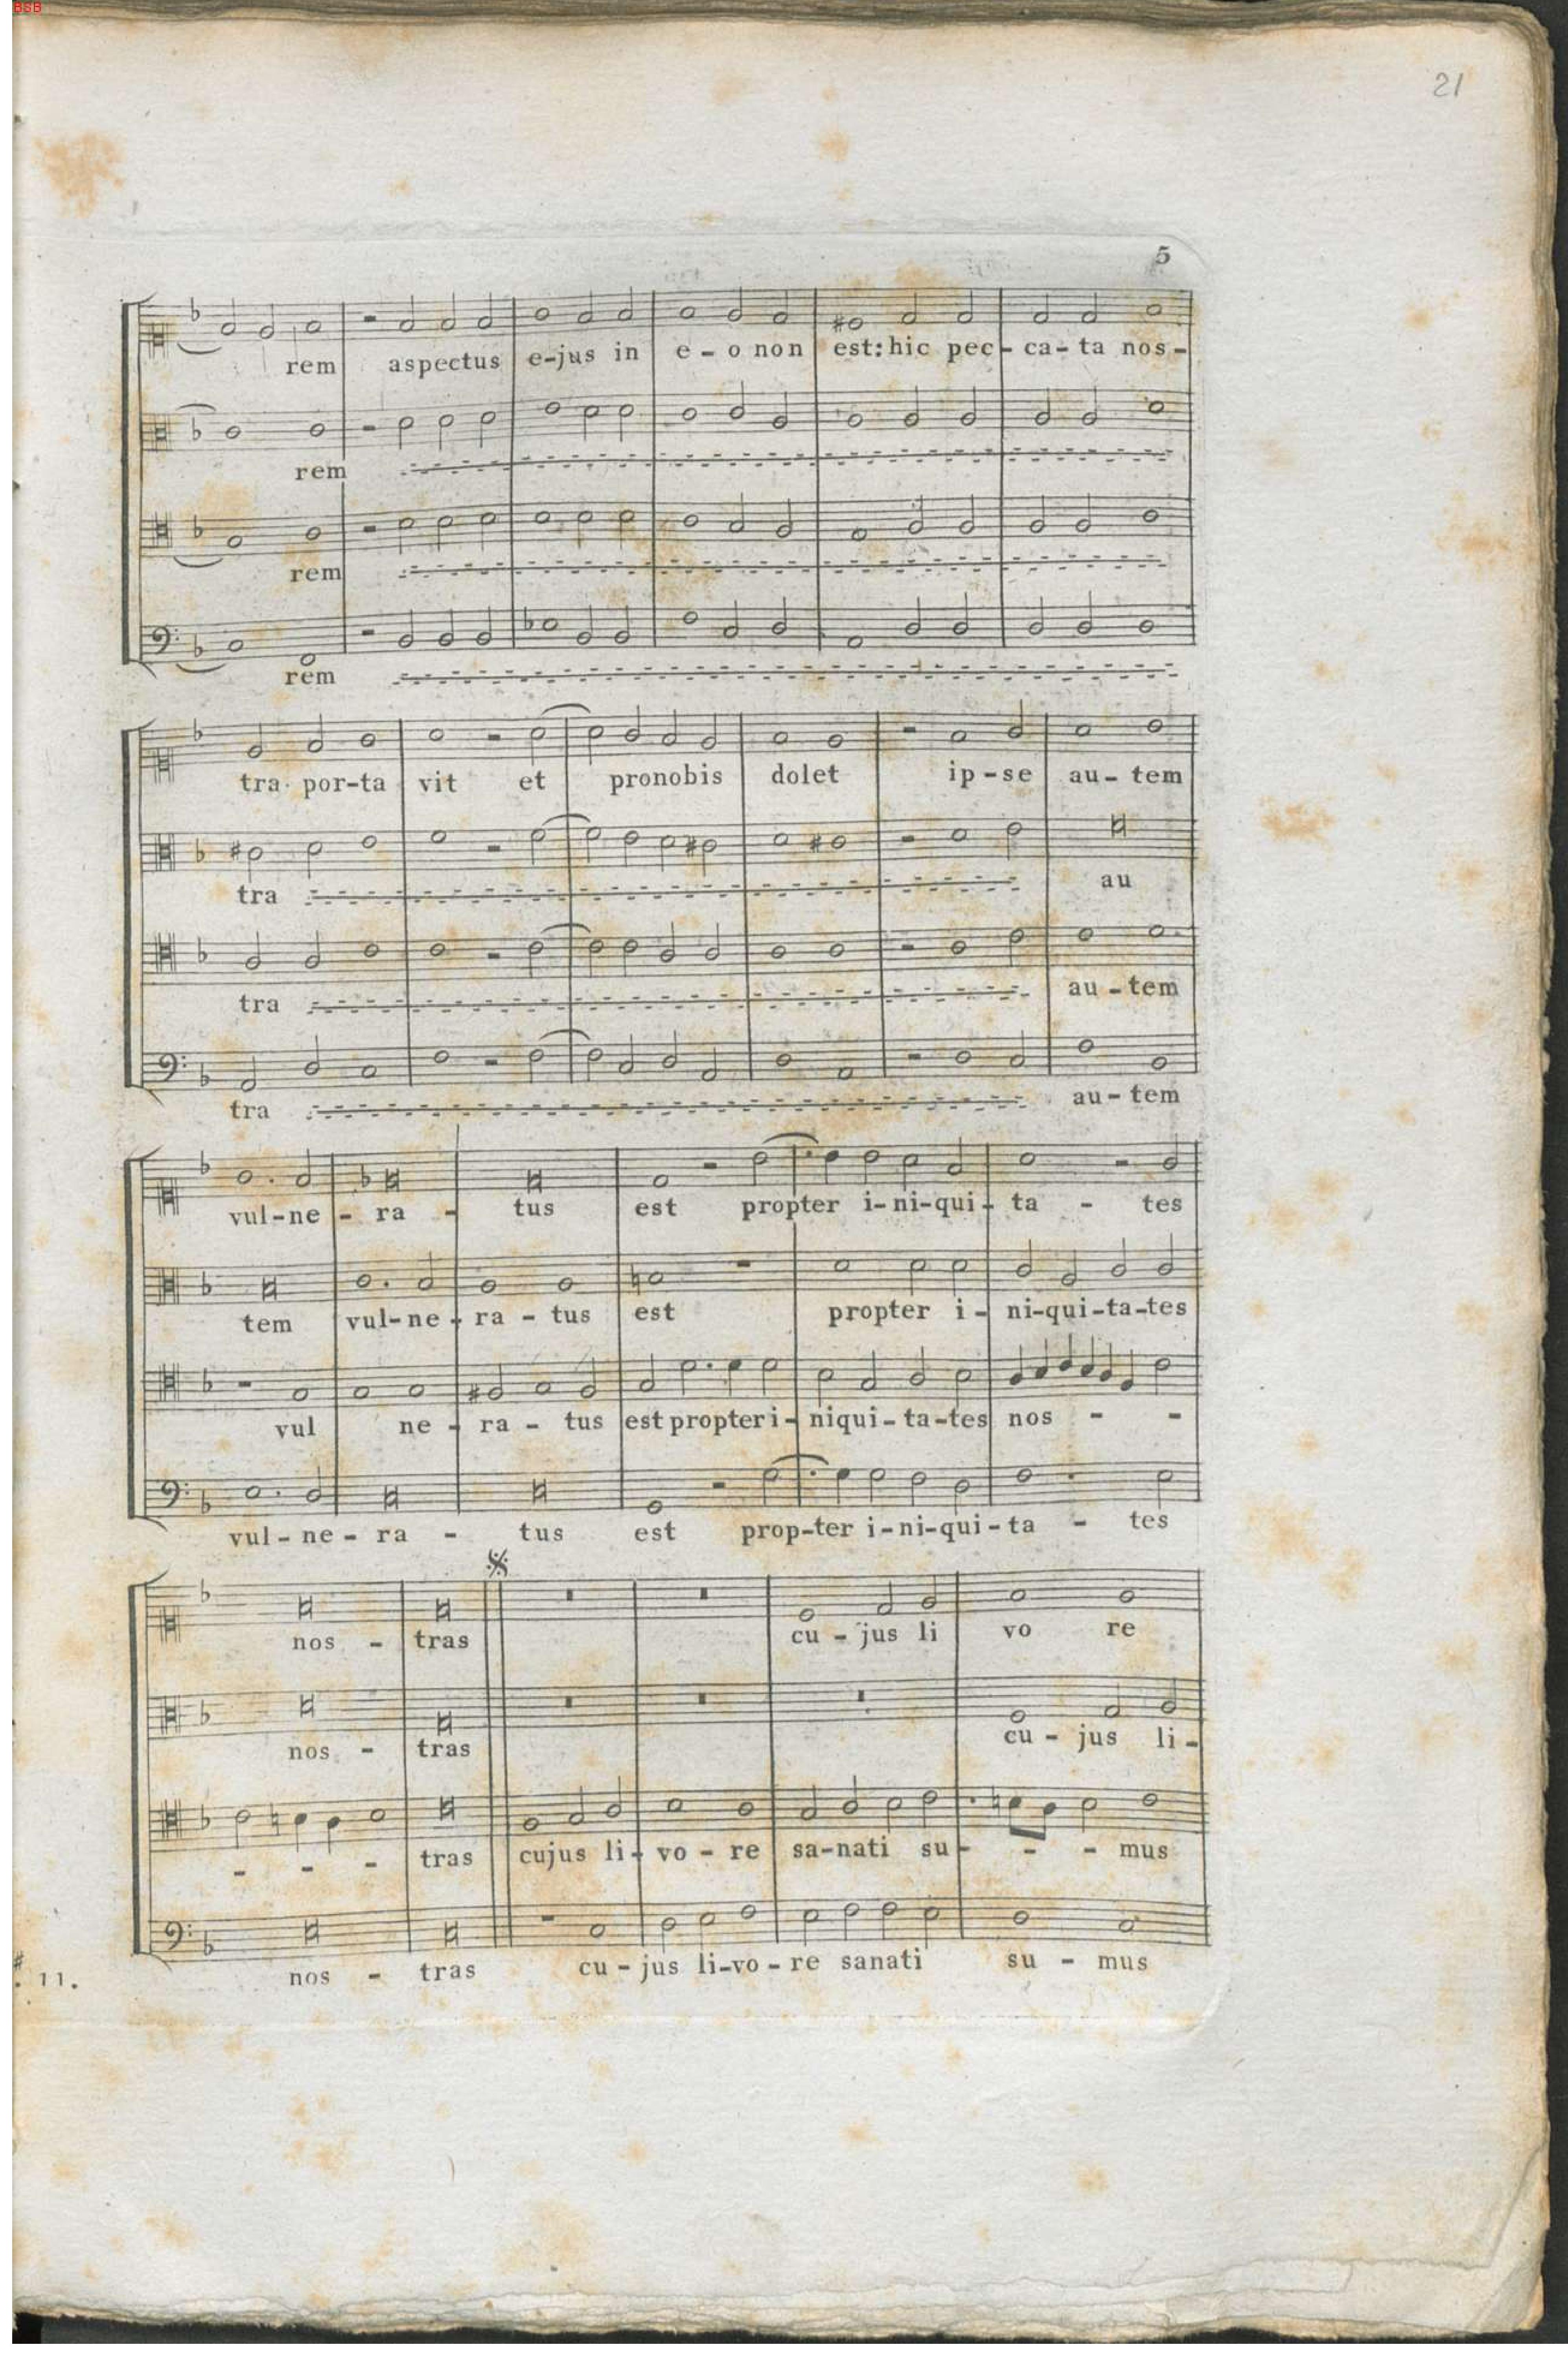 BSB
21
5
rem aspectus e-jus in e-o non est: hic pec-ca-ta nos-
rem
rem
rem
tra por-ta vit et pronobis dolet ip-se au-tem
tra au
tra au-tem
tra au-tem
vul-ne-ra-tus est propter i-ni-qui-ta-tes
tem vul-ne-ra-tus est propter i-ni-qui-ta-tes
vul ne-ra-tus est propter i-niqui-ta-tes nos - -
vul-ne-ra-tus est prop-ter i-ni-qui-ta-tes
nos-tras cu-jus li vo re
nos-tras cu-jus li-
- - - tras cujus li-vo-re sa-nati su- - - mus
nos-tras cu-jus li-vo-re sanati su-mus
11.